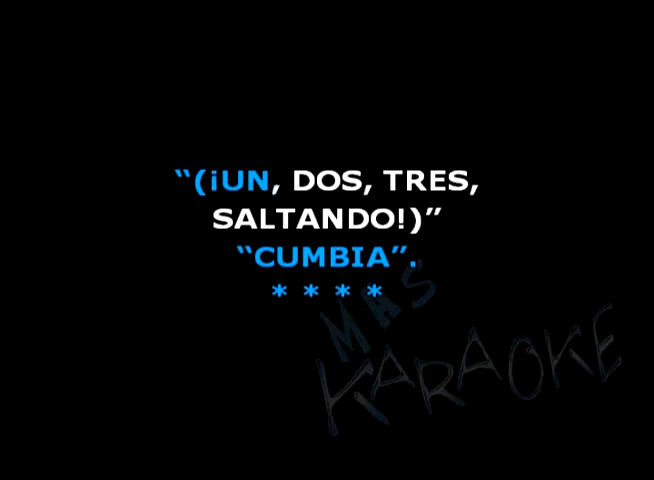 “(¡UN, DOS, TRES,
SALTANDO!)”
“CUMBIA”.
* * * *
MAS
KARAOKE